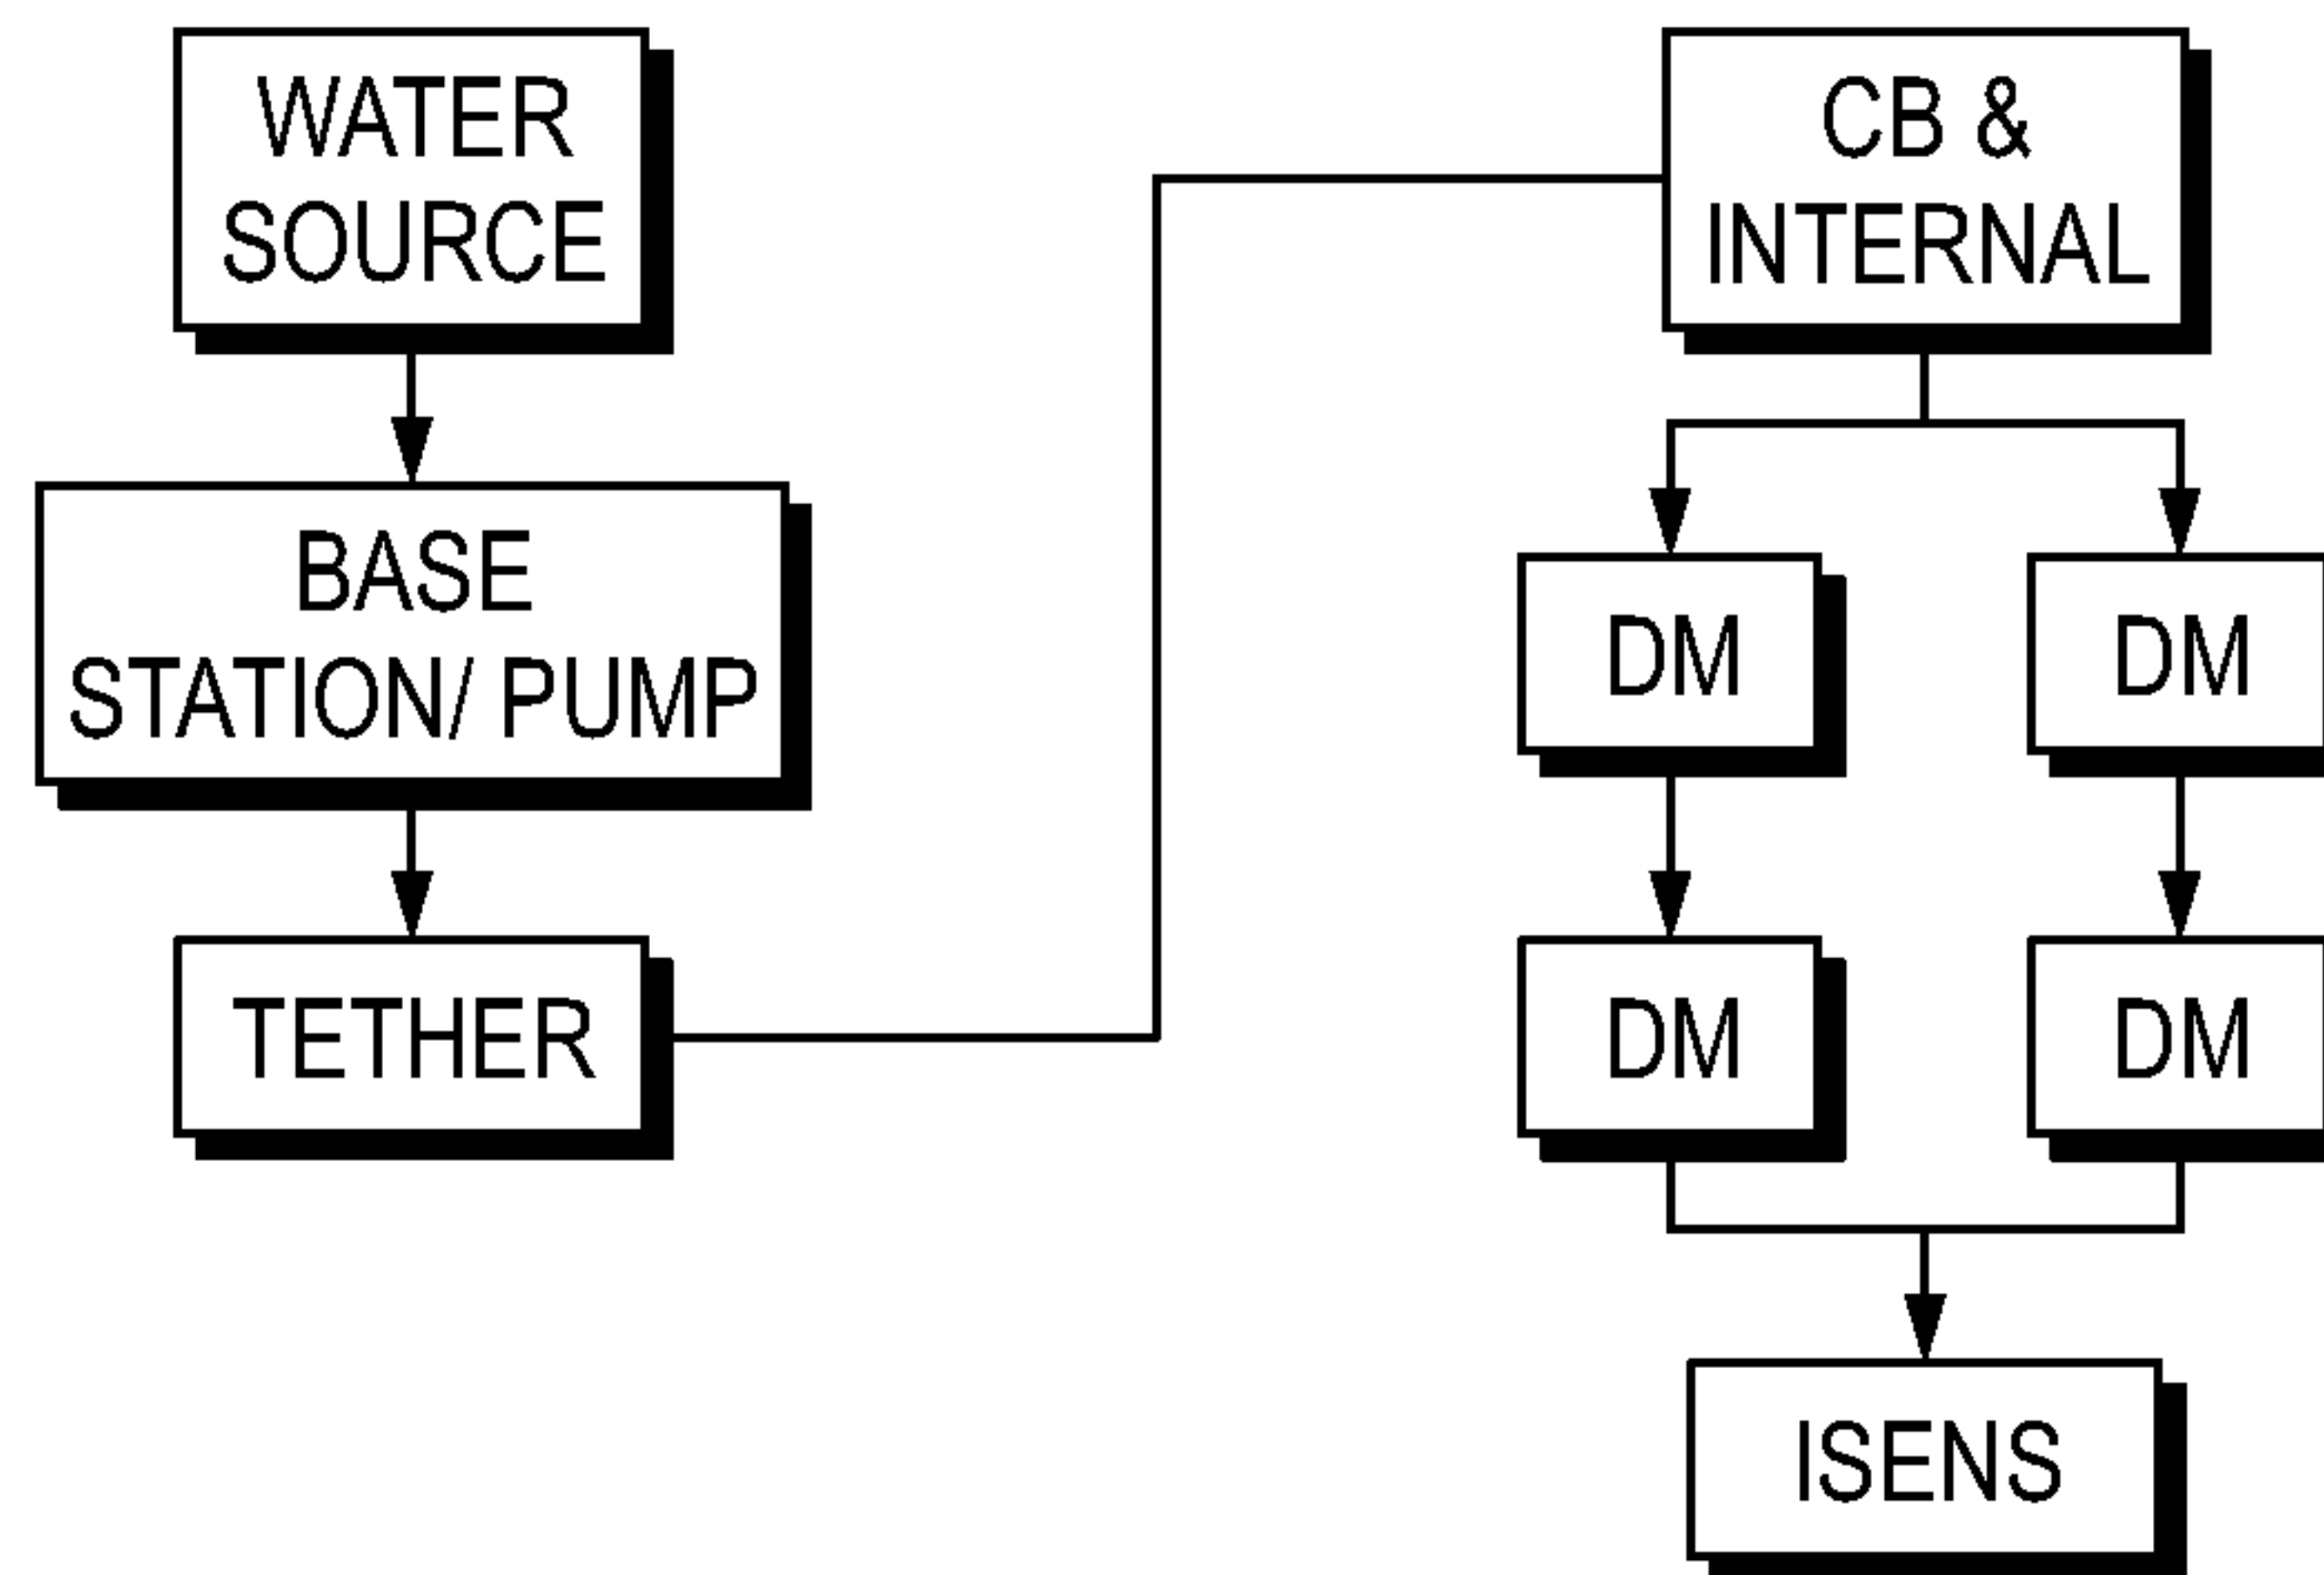 WATER
SOURCE
BASE
STATION/ PUMP
TETHER
CB &
INTERNAL
DM
DM
DM
DM
ISENS